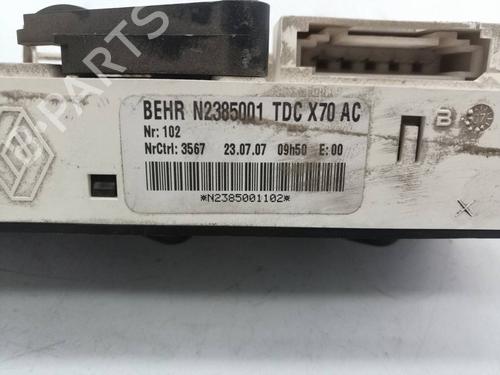 BEHR N2385001 TDC X70 AC
Nr: 102
NrCtrl: 3567 23.07.07 09h50 E:00
*N2385001102*
B
B-PARTS